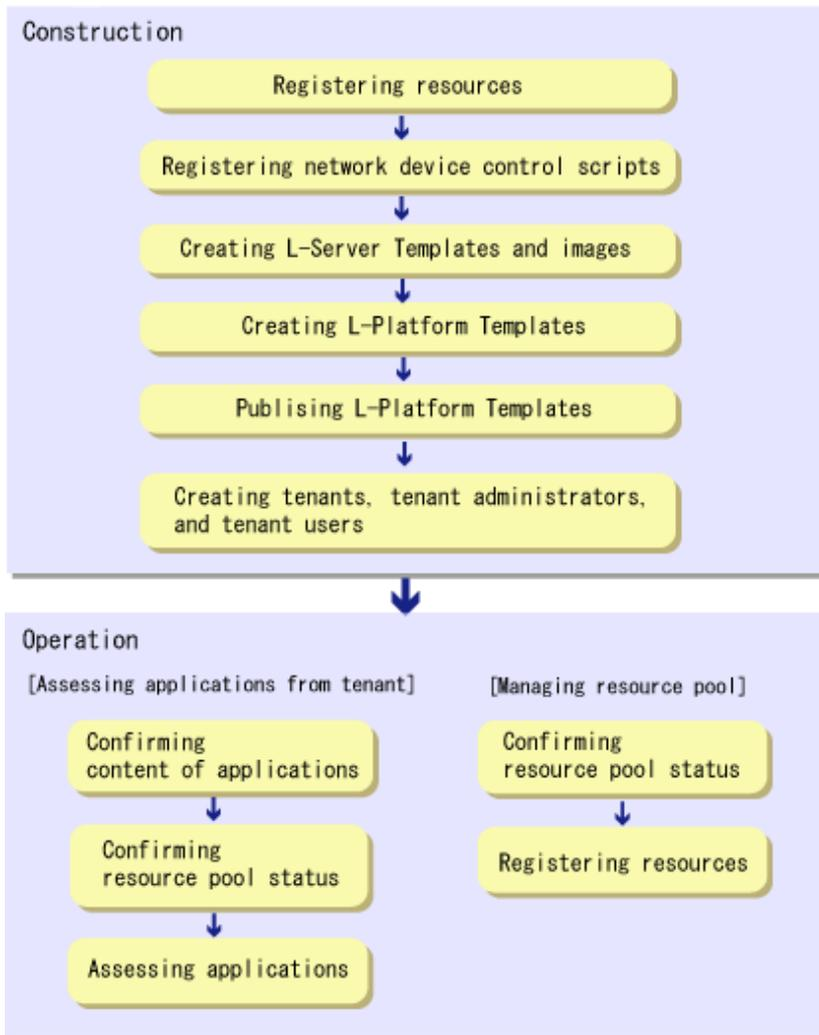 Construction
Registering resources
Registering network device control scripts
Creating L-Server Templates and images
Creating L-Platform Templates
Publising L-Platform Templates
Creating tenants, tenant administrators,
and tenant users
Operation
[Assessing applications from tenant]
Confirming
content of applications
Confirming
resource pool status
Assessing applications
[Managing resource pool]
Confirming
resource pool status
Registering resources